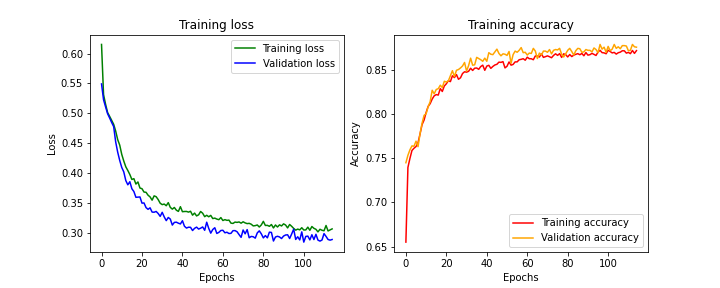 Training loss
Training loss
Validation loss
0.60
0.55
0.50
0.45
0.40
0.35
0.30
Loss
0
20
40
60
80
100
Epochs
Training accuracy
0.85
0.80
0.75
0.70
0.65
Accuracy
Training accuracy
Validation accuracy
0
20
40
60
80
100
Epochs